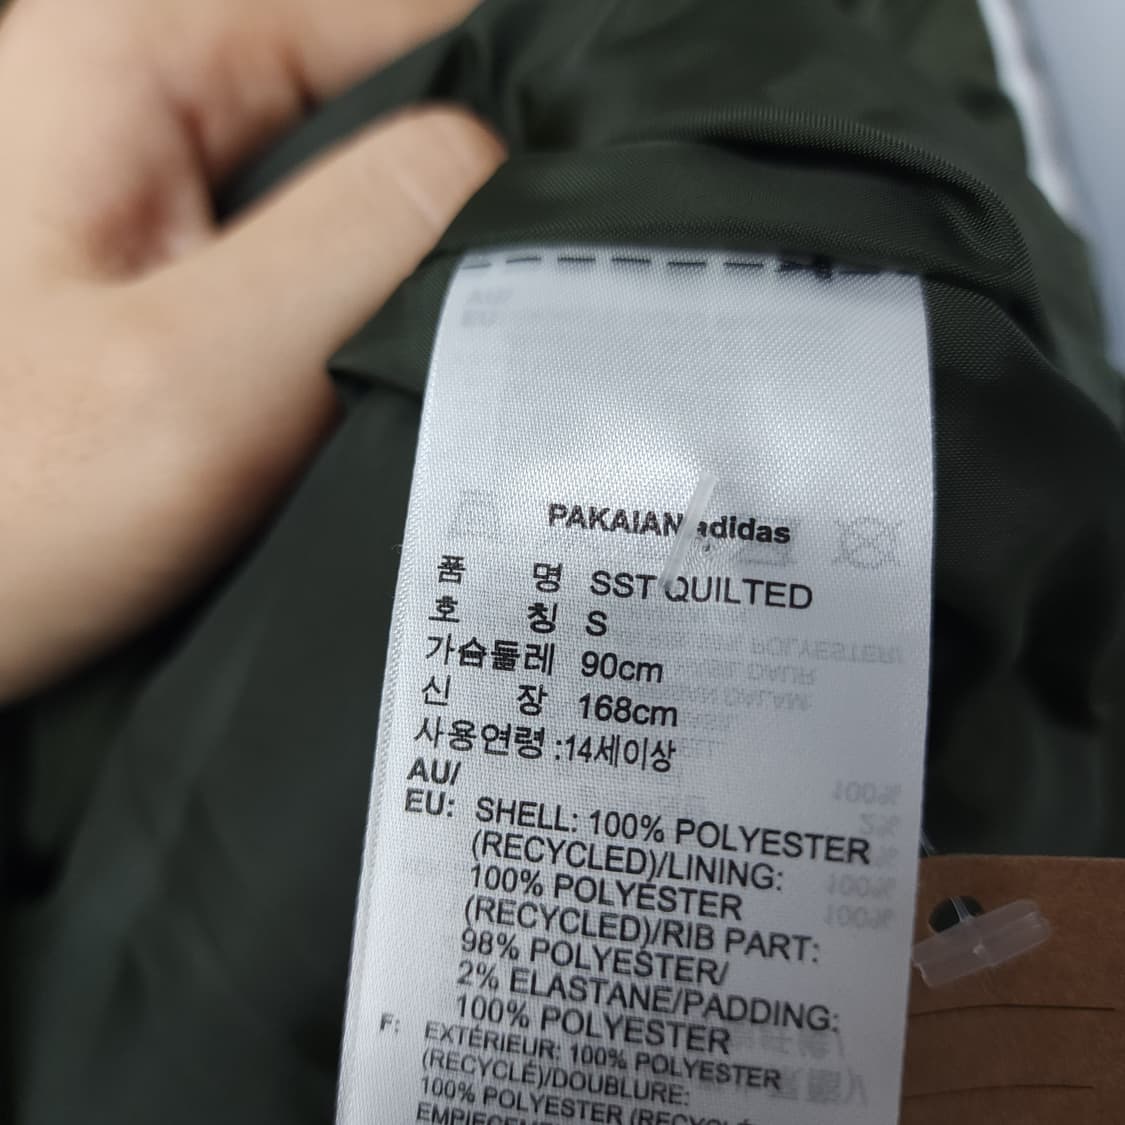 PAKAIAN adidas
품 명 SST QUILTED
호 칭 S
가슴둘레 90cm
신 장 168cm
사용연령 :14세이상
AU/
EU: SHELL: 100% POLYESTER
(RECYCLED)/LINING:
100% POLYESTER
(RECYCLED)/RIB PART:
98% POLYESTER/
2% ELASTANE/PADDING:
100% POLYESTER
F: EXTÉRIEUR: 100% POLYESTER
(RECYCLÉ)/DOUBLURE:
100% POLYESTER